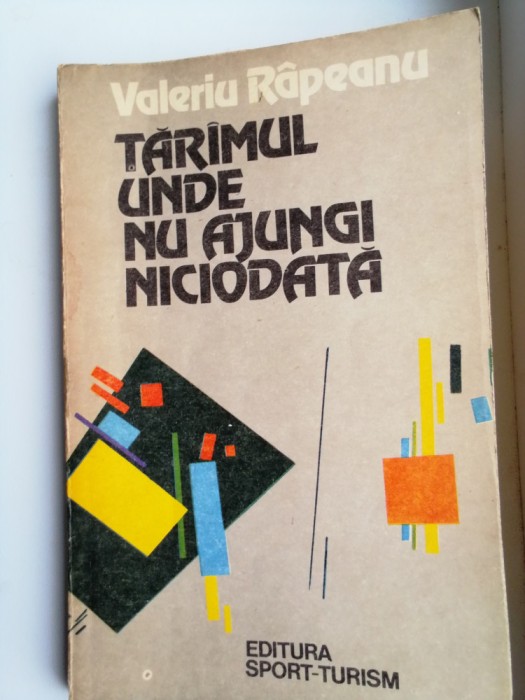 Valeriu Râpeanu
TĂRÎMUL
UNDE
NU AJUNGI
NICIODATĂ
EDITURA
SPORT-TURISM